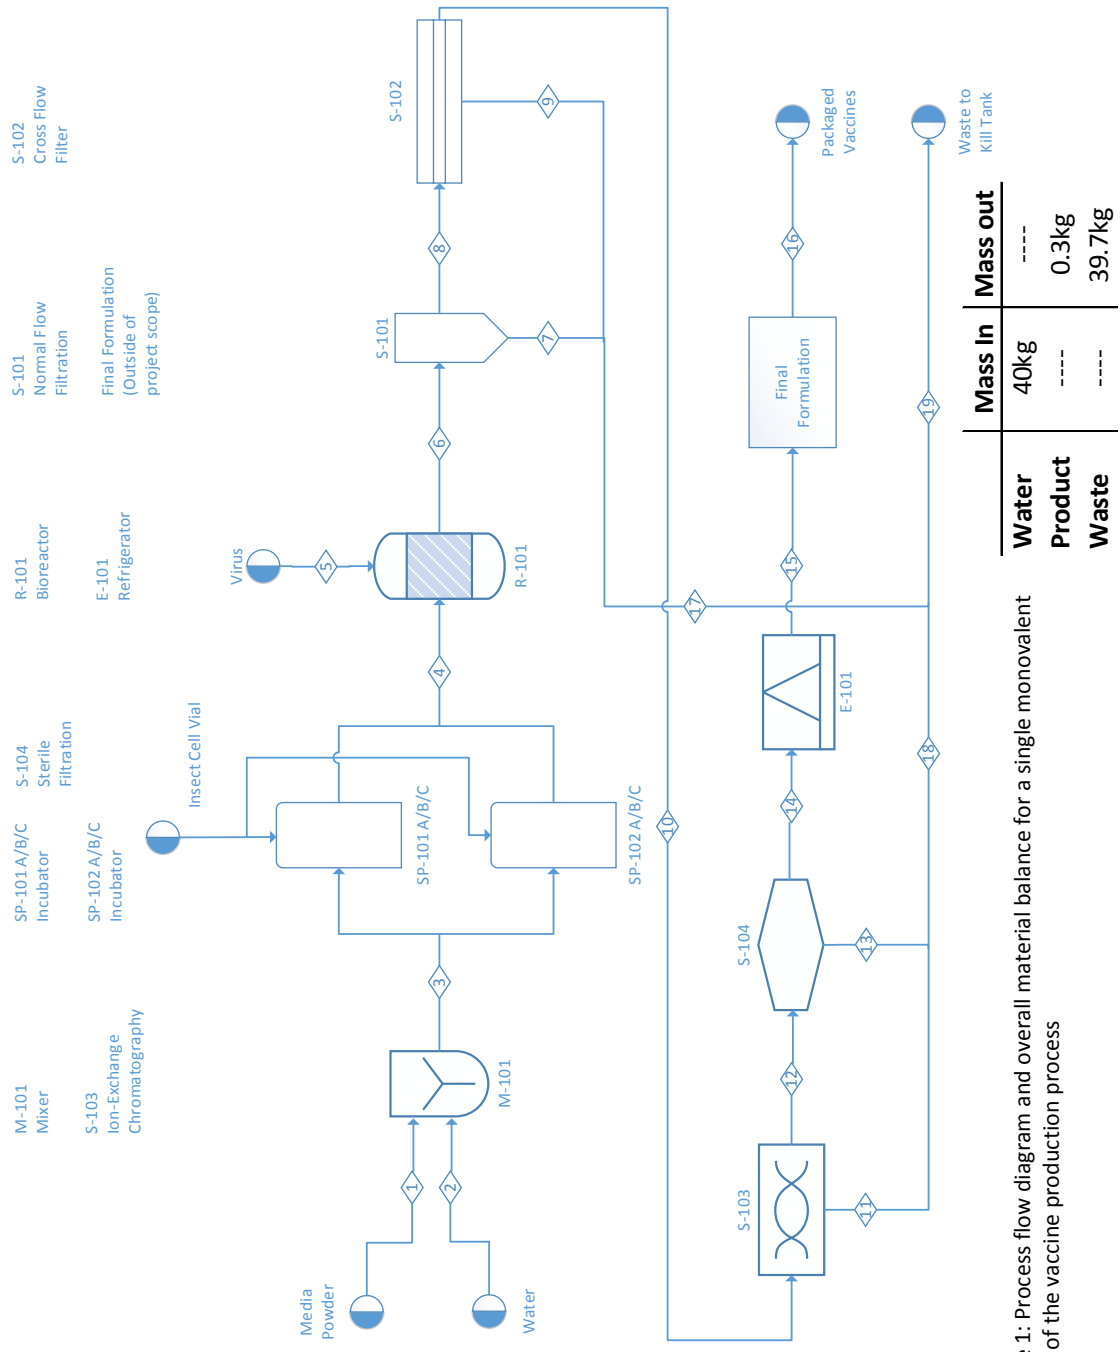 M-101
Mixer
SP-101 A/B/C
Incubator
S-104
Sterile
Filtration
R-101
Bioreactor
S-101
Normal Flow
Filtration
S-102
Cross Flow
Filter
S-103
Ion-Exchange
Chromatography
SP-102 A/B/C
Incubator
E-101
Refrigerator
Final Formulation
(Outside of
project scope)
Insect Cell Vial
Virus
Media
Powder
Water
1
2
M-101
3
SP-101 A/B/C
SP-102 A/B/C
4
5
R-101
6
S-101
7
8
S-102
9
10
S-103
11
12
S-104
13
14
E-101
15
Final
Formulation
16
Packaged
Vaccines
17
18
19
Waste to
Kill Tank
Mass In Mass out
Water 40kg ----
Product ---- 0.3kg
Waste ---- 39.7kg
e 1: Process flow diagram and overall material balance for a single monovalent
of the vaccine production process